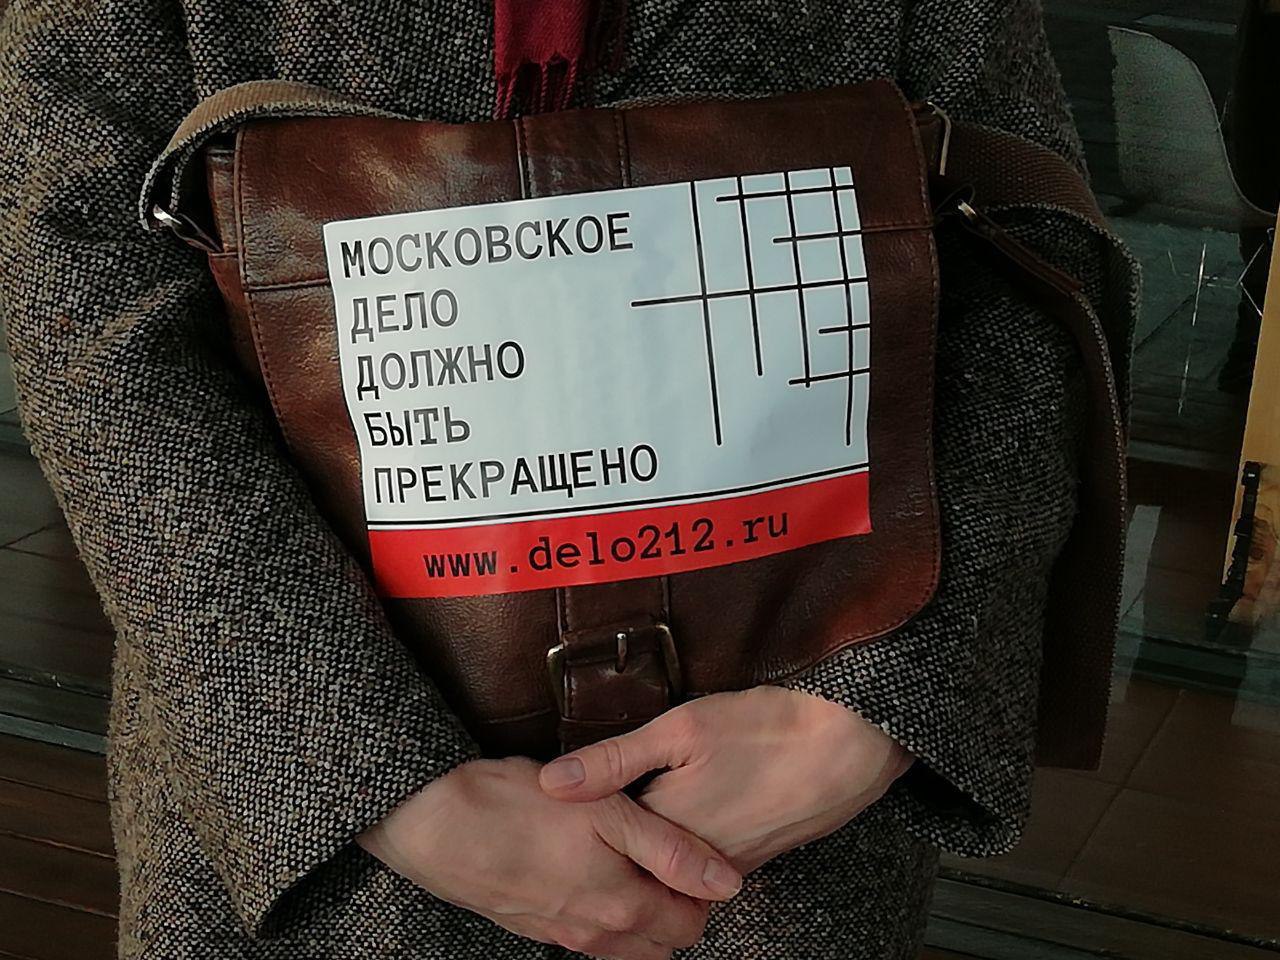 МОСКОВСКОЕ
ДЕЛО
ДОЛЖНО
БЫТЬ
ПРЕКРАЩЕНО
www.delo212.ru